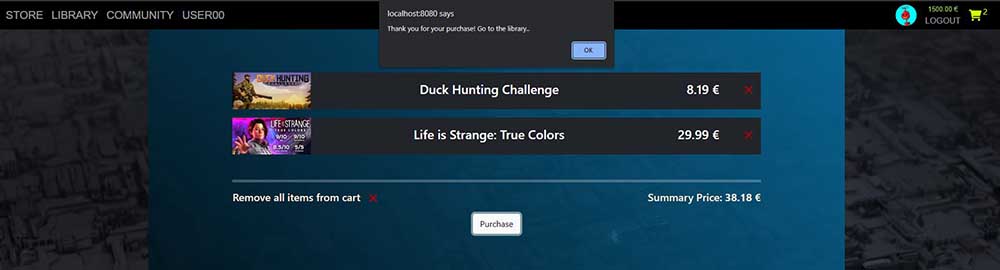 STORE LIBRARY COMMUNITY USER00
localhost:8080 says
Thank you for your purchase! Go to the library..
OK
1500.00 €
LOGOUT
2
DUCK HUNTING
CHALLENGE
Duck Hunting Challenge 8.19 €
LIFE IS STRANGE
TRUE COLORS
9/10 9/10
8.5/10 5/5
Life is Strange: True Colors 29.99 €
Remove all items from cart Summary Price: 38.18 €
Purchase